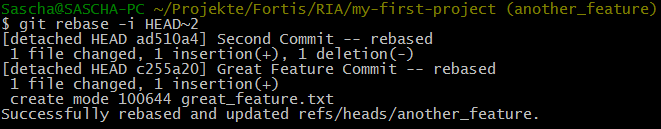 Sascha@SASCHA-PC ~/Projekte/Fortis/RIA/my-first-project (another_feature)
$ git rebase -i HEAD~2
[detached HEAD ad510a4] Second Commit -- rebased
 1 file changed, 1 insertion(+), 1 deletion(-)
[detached HEAD c255a20] Great Feature Commit -- rebased
 1 file changed, 1 insertion(+)
 create mode 100644 great_feature.txt
Successfully rebased and updated refs/heads/another_feature.